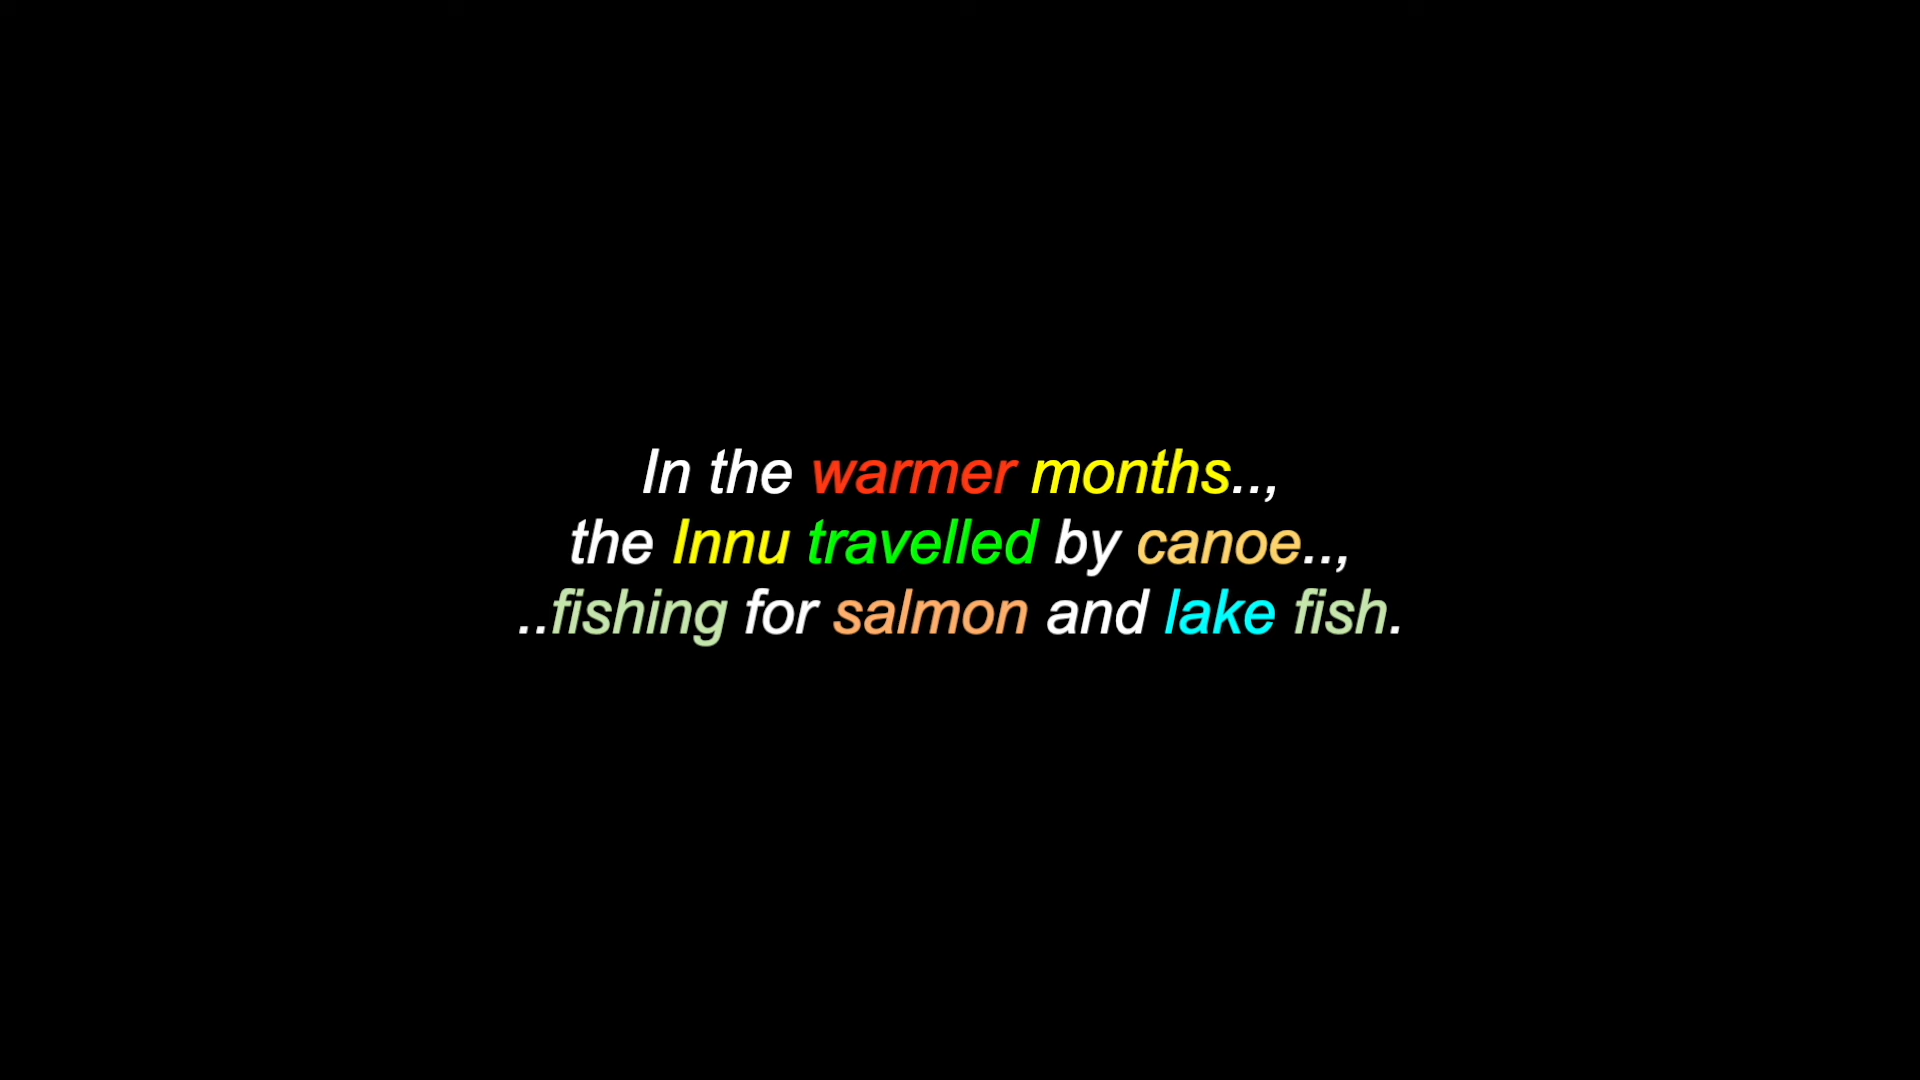 In the warmer months..,
the Innu travelled by canoe..,
..fishing for salmon and lake fish.